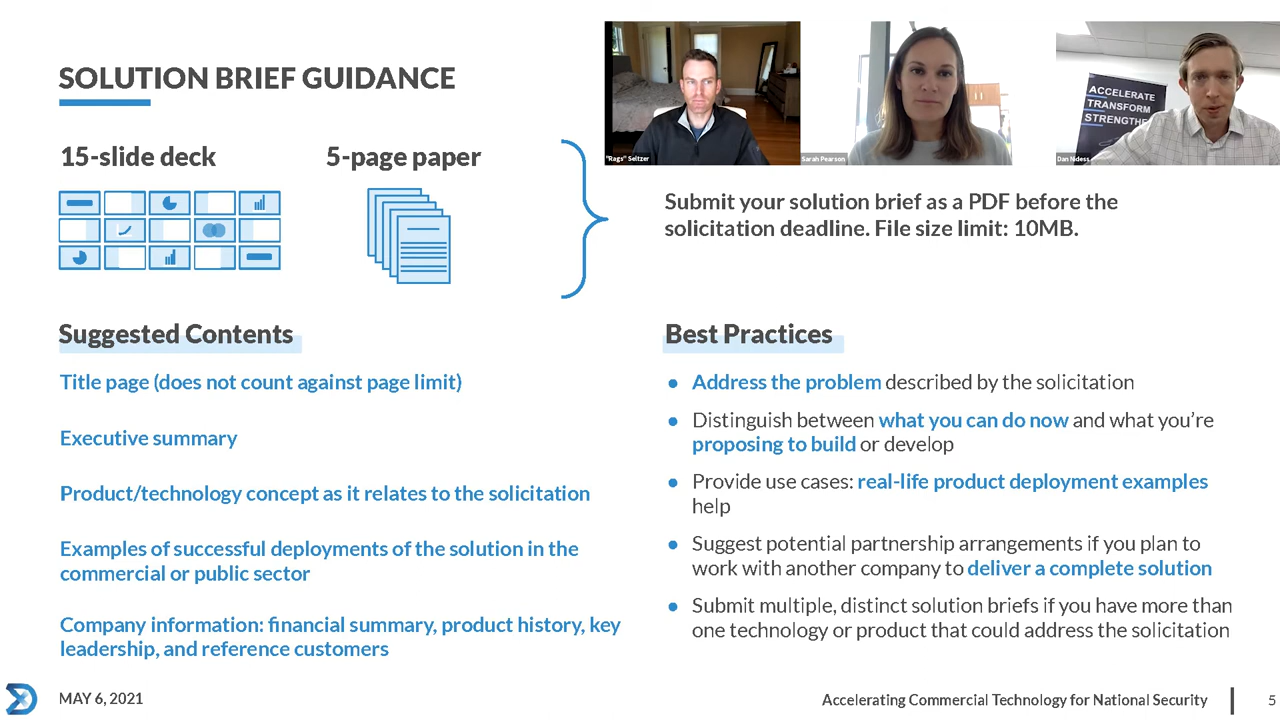 SOLUTION BRIEF GUIDANCE
15-slide deck
5-page paper
"Rags" Seltzer
Sarah Pearson
ACCELERATE
TRANSFORM
STRENGTHE
Dan Nidess
Submit your solution brief as a PDF before the
solicitation deadline. File size limit: 10MB.
Suggested Contents
Title page (does not count against page limit)
Executive summary
Product/technology concept as it relates to the solicitation
Examples of successful deployments of the solution in the
commercial or public sector
Company information: financial summary, product history, key
leadership, and reference customers
Best Practices
● Address the problem described by the solicitation
● Distinguish between what you can do now and what you're
proposing to build or develop
● Provide use cases: real-life product deployment examples
help
● Suggest potential partnership arrangements if you plan to
work with another company to deliver a complete solution
● Submit multiple, distinct solution briefs if you have more than
one technology or product that could address the solicitation
MAY 6, 2021
Accelerating Commercial Technology for National Security
5